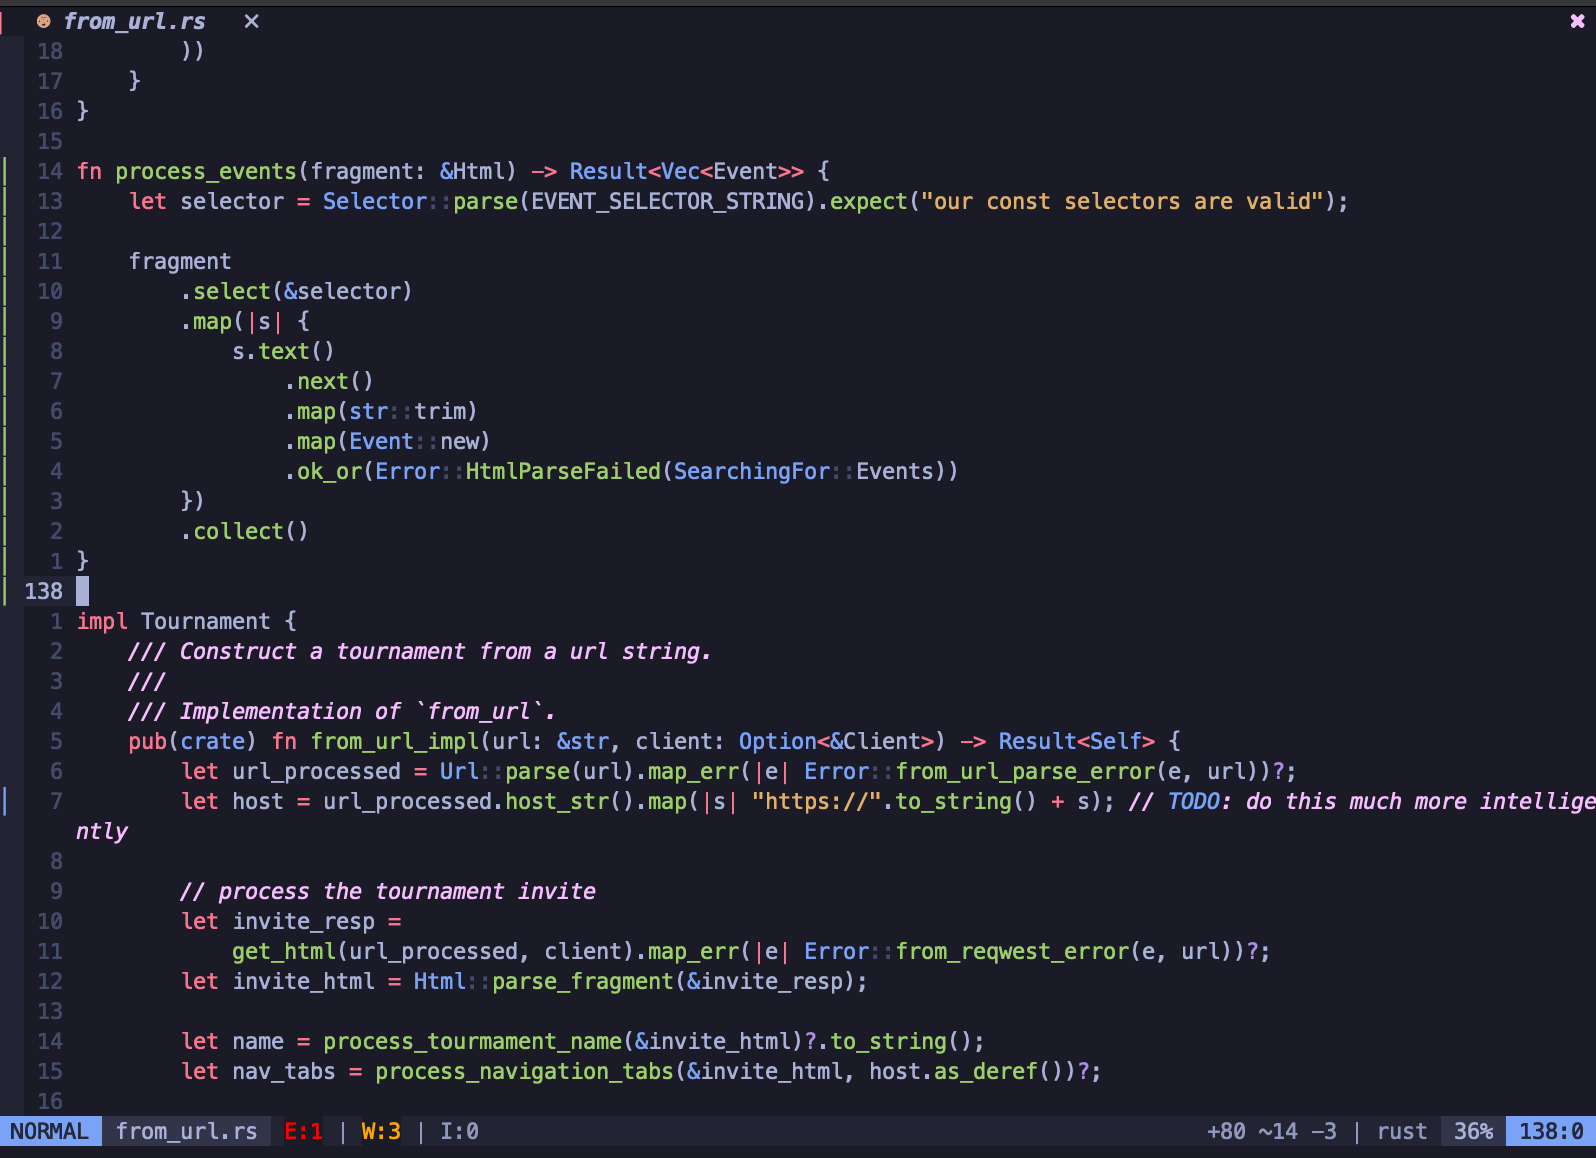 from_url.rs ✕ ✖
18         ))
17     }
16 }
15
14 fn process_events(fragment: &Html) -> Result<Vec<Event>> {
13     let selector = Selector::parse(EVENT_SELECTOR_STRING).expect("our const selectors are valid");
12
11     fragment
10         .select(&selector)
9         .map(|s| {
8             s.text()
7                 .next()
6                 .map(str::trim)
5                 .map(Event::new)
4                 .ok_or(Error::HtmlParseFailed(SearchingFor::Events))
3         })
2         .collect()
1 }
138
1 impl Tournament {
2     /// Construct a tournament from a url string.
3     ///
4     /// Implementation of `from_url`.
5     pub(crate) fn from_url_impl(url: &str, client: Option<&Client>) -> Result<Self> {
6         let url_processed = Url::parse(url).map_err(|e| Error::from_url_parse_error(e, url))?;
7         let host = url_processed.host_str().map(|s| "https://".to_string() + s); // TODO: do this much more intellige
ntly
8
9         // process the tournament invite
10         let invite_resp =
11             get_html(url_processed, client).map_err(|e| Error::from_reqwest_error(e, url))?;
12         let invite_html = Html::parse_fragment(&invite_resp);
13
14         let name = process_tourmament_name(&invite_html)?.to_string();
15         let nav_tabs = process_navigation_tabs(&invite_html, host.as_deref())?;
16
NORMAL from_url.rs E:1 | W:3 | I:0 +80 ~14 -3 | rust 36% 138:0